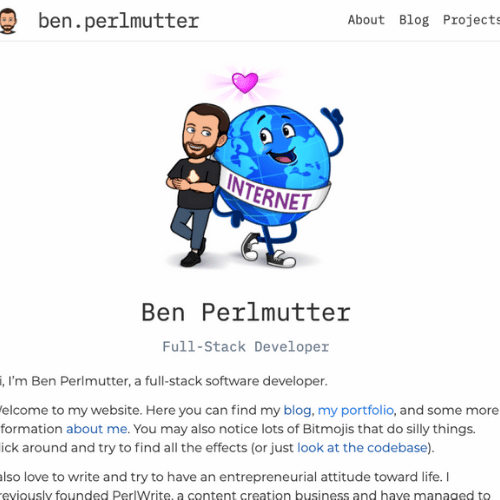 ben.perlmutter
About Blog Projects
INTERNET
Ben Perlmutter
Full-Stack Developer
i, I'm Ben Perlmutter, a full-stack software developer.
elcome to my website. Here you can find my blog, my portfolio, and some more
formation about me. You may also notice lots of Bitmojis that do silly things.
lick around and try to find all the effects (or just look at the codebase).
also love to write and try to have an entrepreneurial attitude toward life. I
reviously founded PerlWrite, a content creation business and have managed to